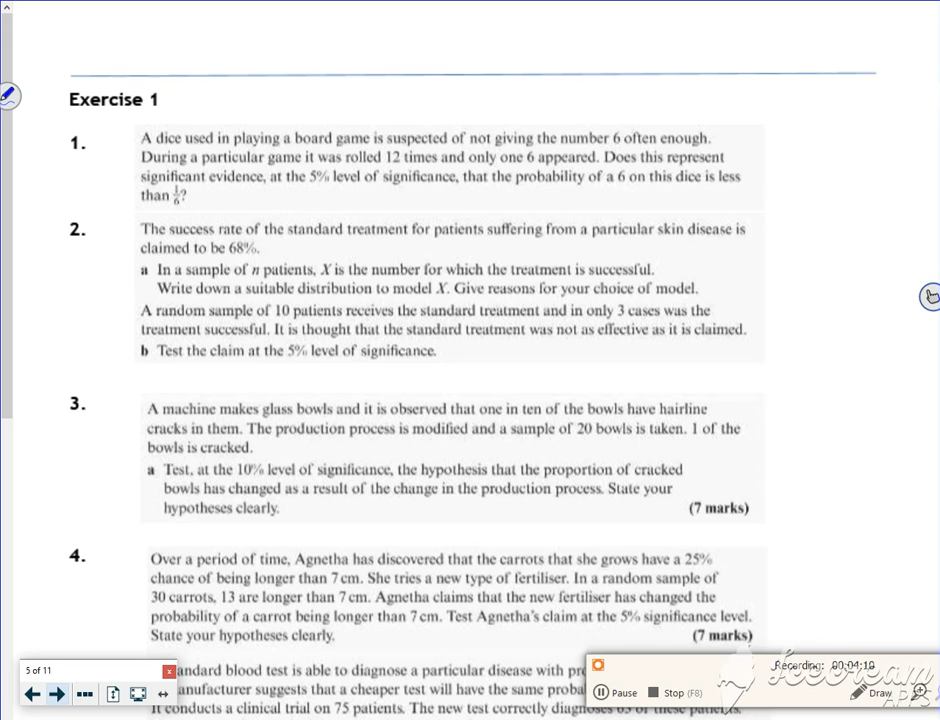 Exercise 1
1.
A dice used in playing a board game is suspected of not giving the number 6 often enough.
During a particular game it was rolled 12 times and only one 6 appeared. Does this represent
significant evidence, at the 5% level of significance, that the probability of a 6 on this dice is less
than 1/6?
2.
The success rate of the standard treatment for patients suffering from a particular skin disease is
claimed to be 68%.
a In a sample of n patients, X is the number for which the treatment is successful.
Write down a suitable distribution to model X. Give reasons for your choice of model.
A random sample of 10 patients receives the standard treatment and in only 3 cases was the
treatment successful. It is thought that the standard treatment was not as effective as it is claimed.
b Test the claim at the 5% level of significance.
3.
A machine makes glass bowls and it is observed that one in ten of the bowls have hairline
cracks in them. The production process is modified and a sample of 20 bowls is taken. 1 of the
bowls is cracked.
a Test, at the 10% level of significance, the hypothesis that the proportion of cracked
bowls has changed as a result of the change in the production process. State your
hypotheses clearly. (7 marks)
4.
Over a period of time, Agnetha has discovered that the carrots that she grows have a 25%
chance of being longer than 7 cm. She tries a new type of fertiliser. In a random sample of
30 carrots, 13 are longer than 7 cm. Agnetha claims that the new fertiliser has changed the
probability of a carrot being longer than 7 cm. Test Agnetha's claim at the 5% significance level.
State your hypotheses clearly. (7 marks)
5 of 11
andard blood test is able to diagnose a particular disease with
anufacturer suggests that a cheaper test will have the same
It conducts a clinical trial on 75 patients. The new test correctly
of these patients.
Recording: 00:04:10
Pause
Stop (F8)
Draw
Icecream
APPS